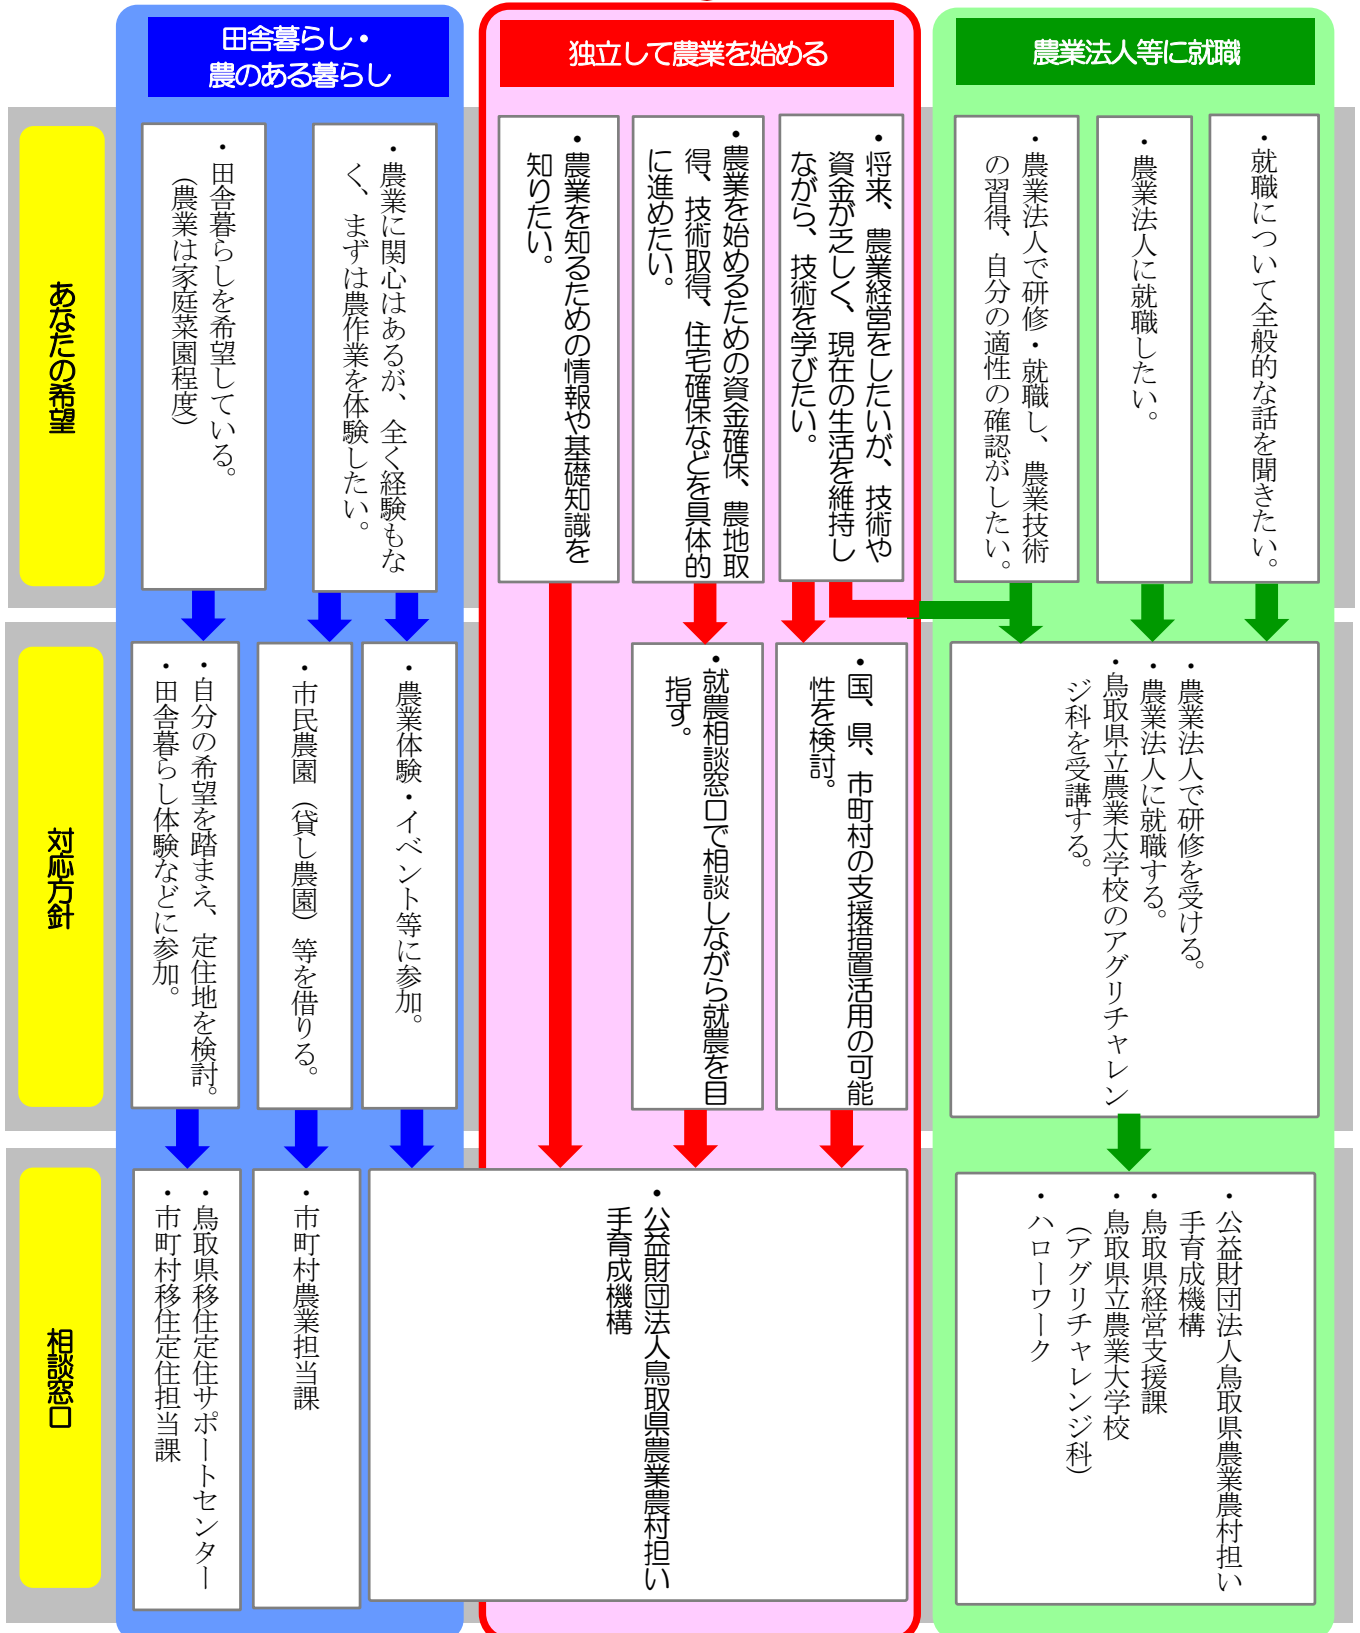 田舎暮らし・
農のある暮らし
独立して農業を始める
農業法人等に就職
あなたの希望
・就職について全般的な話を聞きたい。
・農業法人に就職したい。
・農業法人で研修・就職し、農業技術
の習得、自分の適性の確認がしたい。
・将来、農業経営をしたいが、技術や
資金が乏しく、現在の生活を維持し
ながら、技術を学びたい。
・農業を始めるための資金確保、農地取
得、技術取得、住宅確保などを具体的
に進めたい。
・農業を知るための情報や基礎知識を
知りたい。
・農業に関心はあるが、全く経験もな
く、まずは農作業を体験したい。
・田舎暮らしを希望している。
（農業は家庭菜園程度）
対応方針
・農業法人で研修を受ける。
・農業法人に就職する。
・鳥取県立農業大学校のアグリチャレン
ジ科を受講する。
・国、県、市町村の支援措置活用の可能
性を検討。
・就農相談窓口で相談しながら就農を目
指す。
・農業体験・イベント等に参加。
・市民農園（貸し農園）等を借りる。
・自分の希望を踏まえ、定住地を検討。
・田舎暮らし体験などに参加。
相談窓口
・公益財団法人鳥取県農業農村担い
手育成機構
・鳥取県経営支援課
・鳥取県立農業大学校
（アグリチャレンジ科）
・ハローワーク
・公益財団法人鳥取県農業農村担い
手育成機構
・市町村農業担当課
・鳥取県移住定住サポートセンター
・市町村移住定住担当課